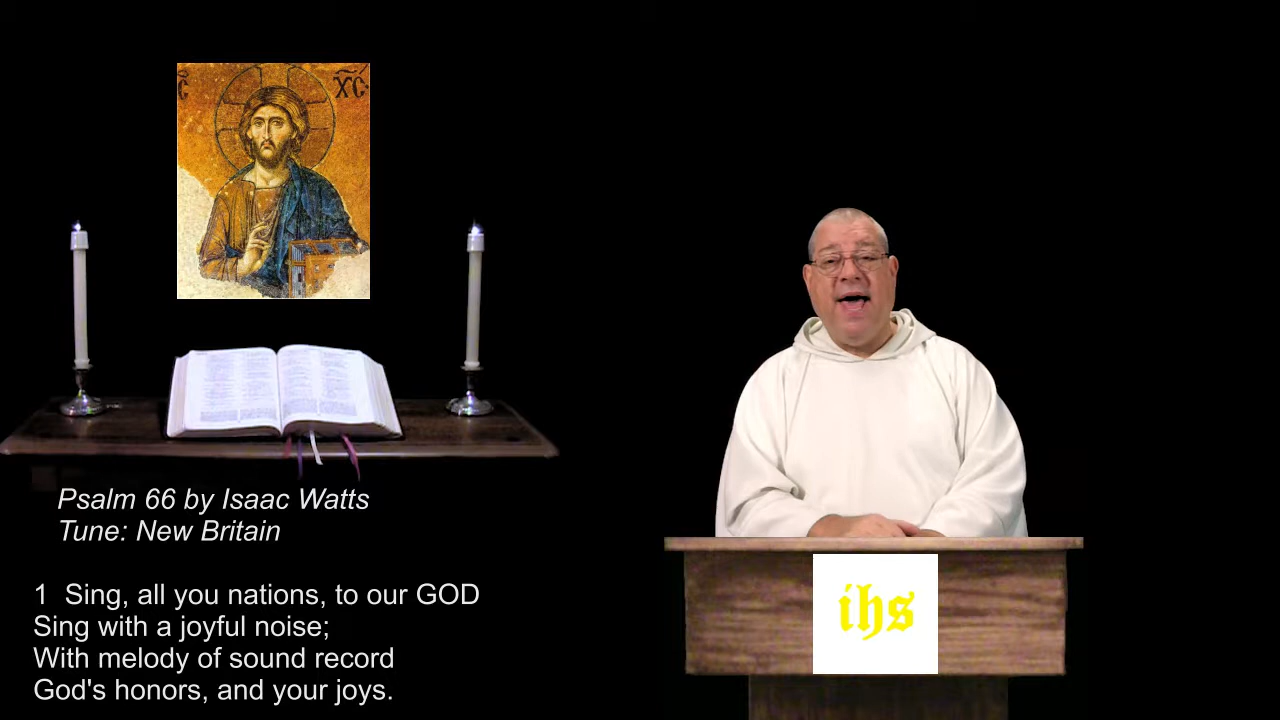 C
XC
Psalm 66 by Isaac Watts
Tune: New Britain
1 Sing, all you nations, to our GOD
Sing with a joyful noise;
With melody of sound record
God's honors, and your joys.
ihs